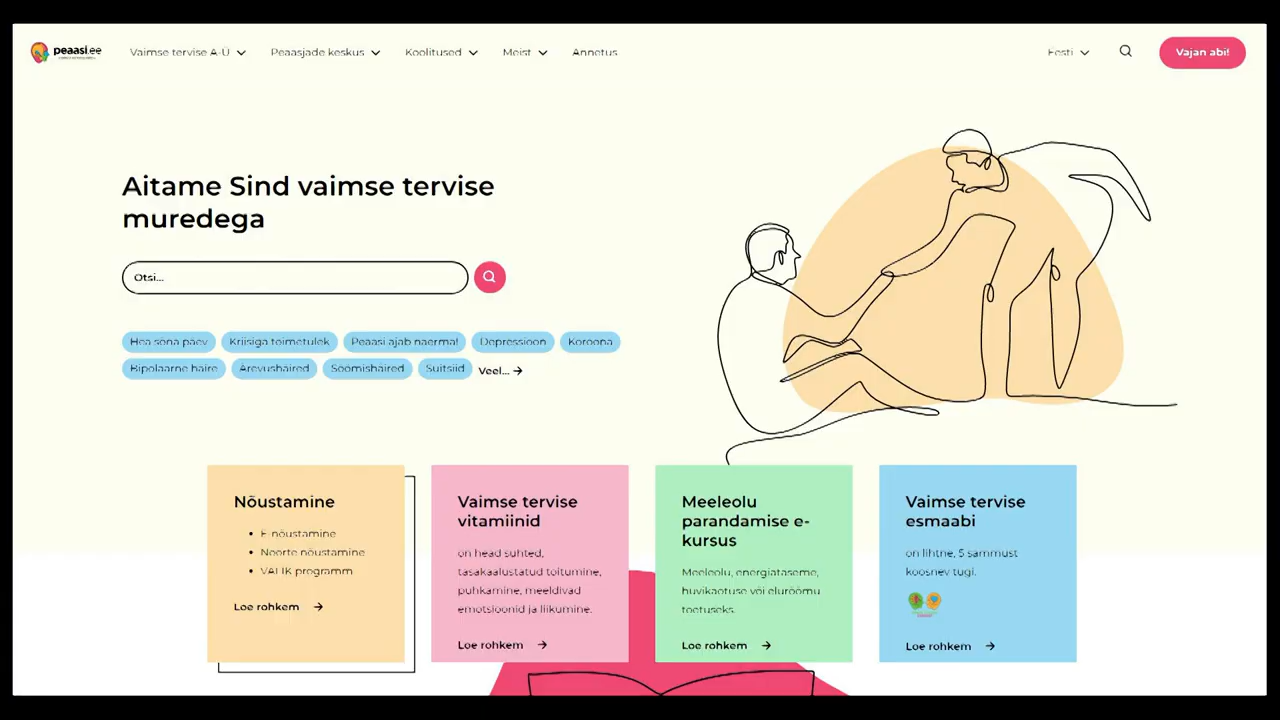 peaasi.ee
Vaimse tervise A-Ü
Peaasjade keskus
Koolitused
Meist
Annetus
Eesti
Vajan abi!
Aitame Sind vaimse tervise
muredega
Otsi...
Hea sõna päev
Kriisiga toimetulek
Peaasi ajab naerma!
Depressioon
Koroona
Bipolaarne häire
Ärevushäired
Söömishäired
Suitsiid
Veel...
Nõustamine
E-nõustamine
Noorte nõustamine
VALIK programm
Loe rohkem
Vaimse tervise
vitamiinid
on head suhted,
tasakaalustatud toitumine,
puhkamine, meeldivad
emotsioonid ja liikumine.
Loe rohkem
Meeleolu
parandamise e-
kursus
Meeleolu, energiataseme,
huvikaotuse või elurõõmu
toetuseks.
Loe rohkem
Vaimse tervise
esmaabi
on lihtne, 5 sammust
koosnev tugi.
Loe rohkem